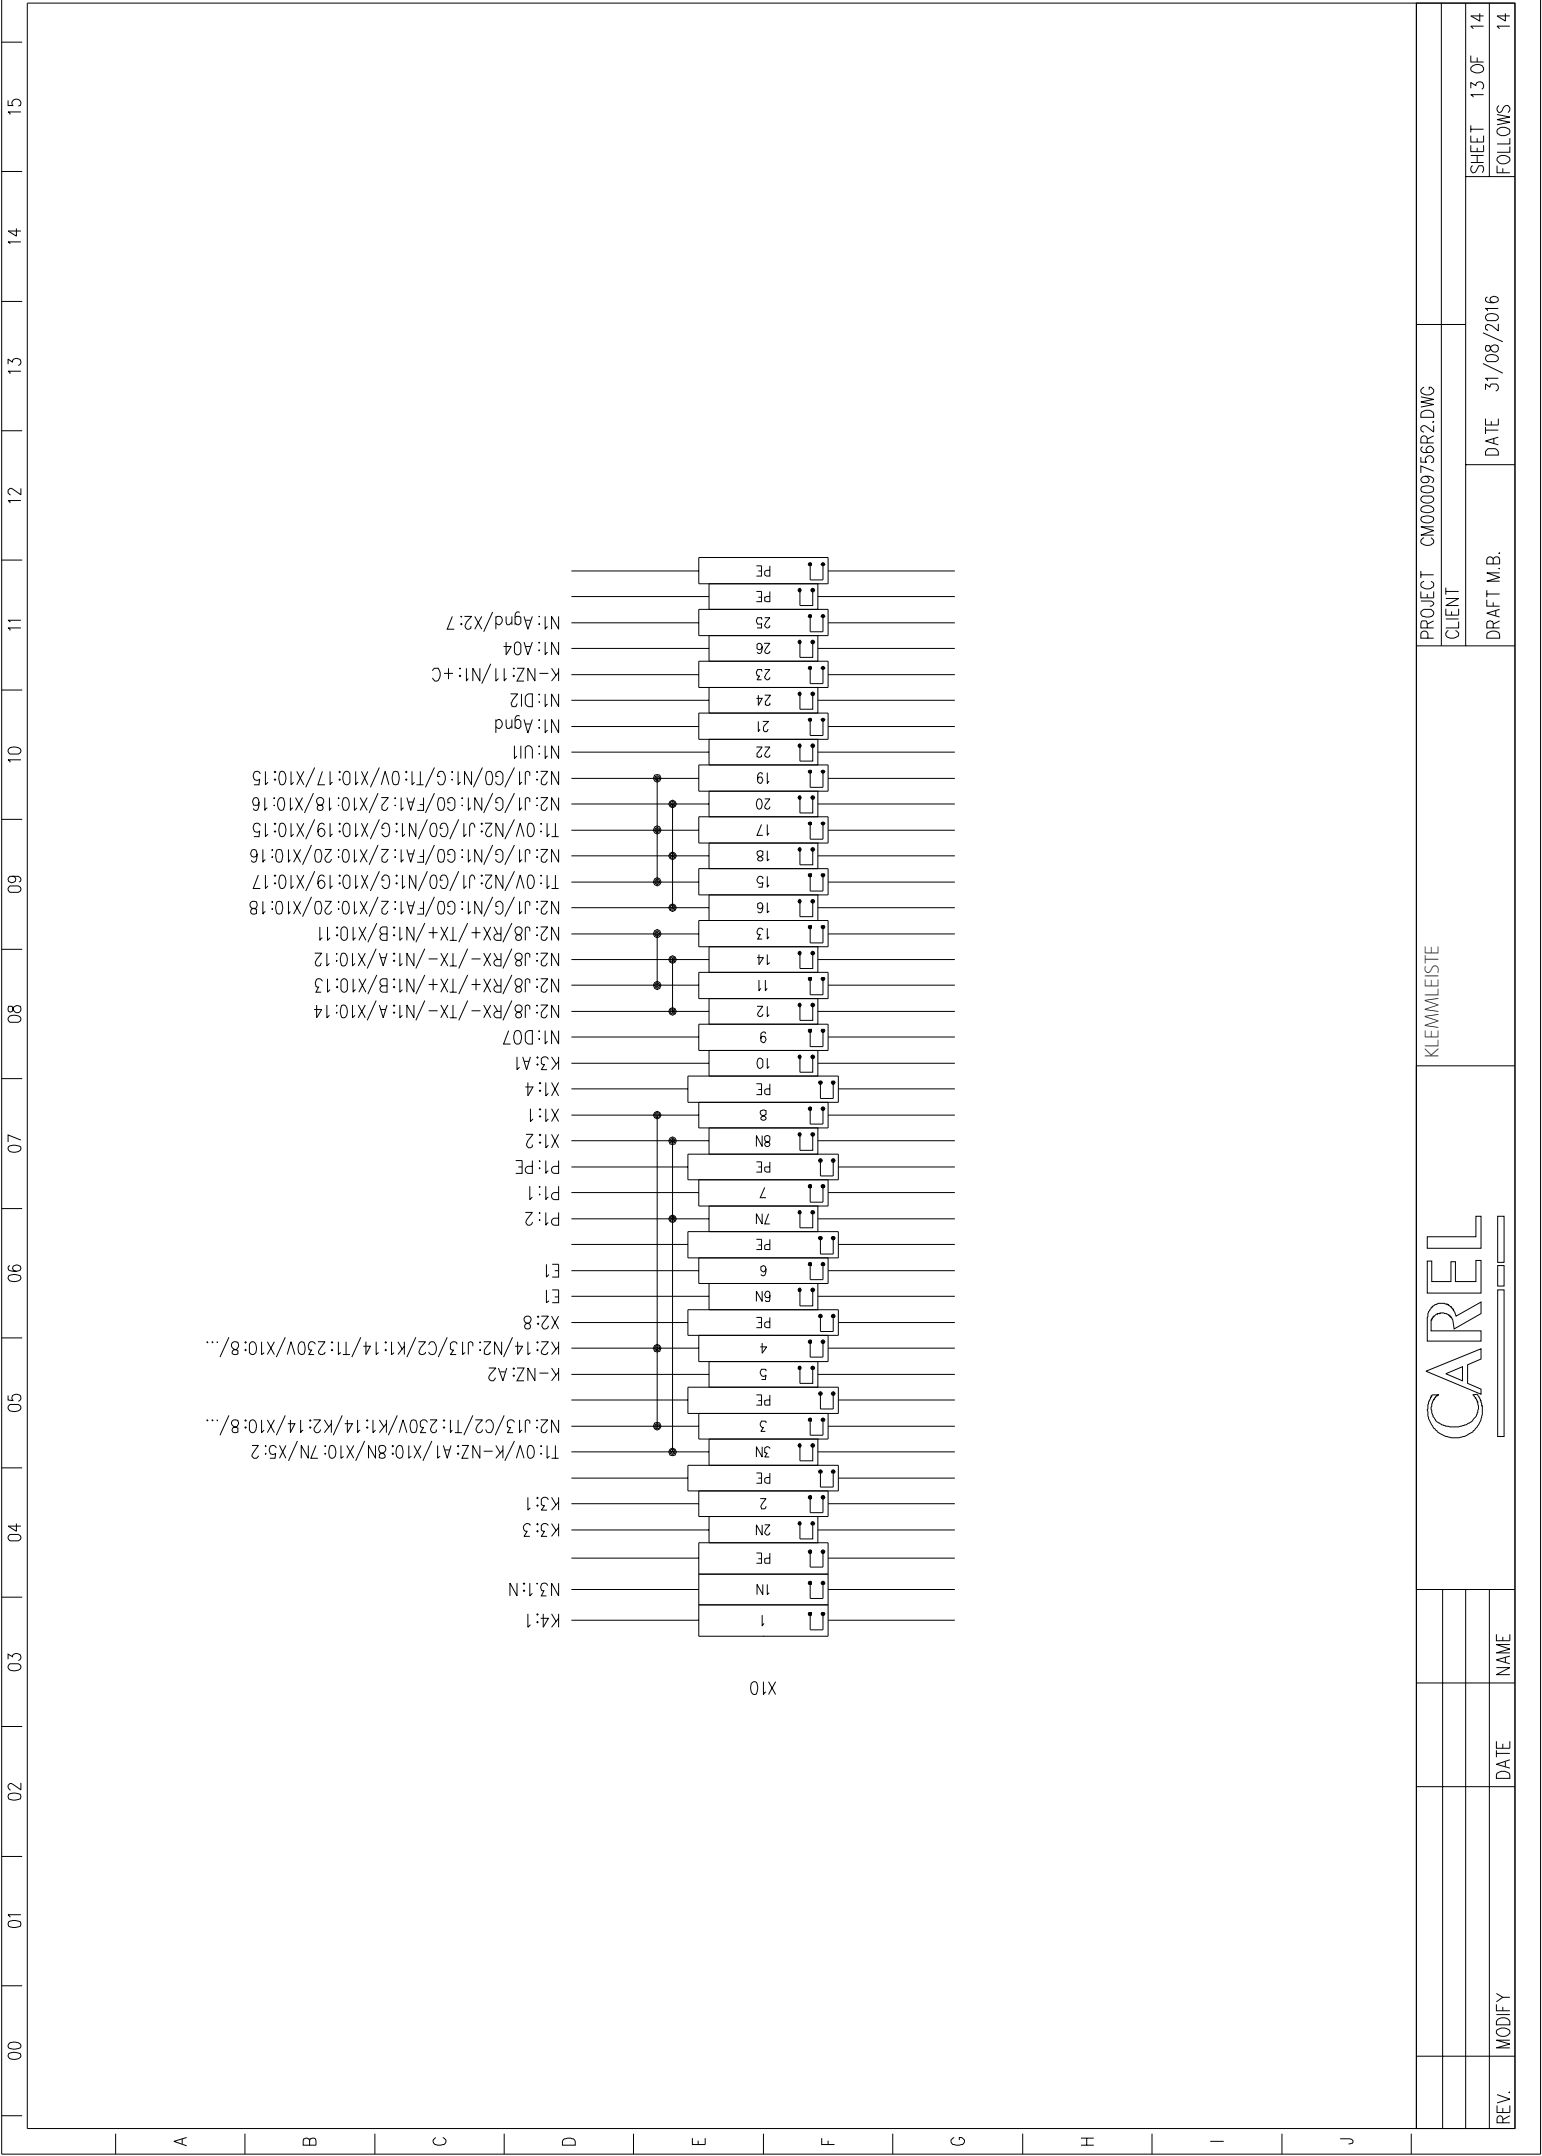 00 01 02 03 04 05 06 07 08 09 10 11 12 13 14 15
A
B
C
D
E
F
G
H
I
J
X10
K4:1 1
N3.1:N 1N
PE
K3:3 2N
K3:1 2
PE
T1:0V/K-NZ:A1/X10:8N/X10:7N/X5:2 3N
N2:J13/C2/T1:230V/K1:14/K2:14/X10:8/... 3
PE
K-NZ:A2 5
K2:14/N2:J13/C2/K1:14/T1:230V/X10:8/... 4
X2:8 PE
E1 6N
E1 6
PE
P1:2 7N
P1:1 7
P1:PE PE
X1:2 8N
X1:1 8
X1:4 PE
K3:A1 10
N1:DO7 9
N2:J8/RX-/TX-/N1:A/X10:14 12
N2:J8/RX+/TX+/N1:B/X10:13 11
N2:J8/RX-/TX-/N1:A/X10:12 14
N2:J8/RX+/TX+/N1:B/X10:11 13
N2:J1/G/N1:G0/FA1:2/X10:20/X10:18 16
T1:0V/N2:J1/G0/N1:G/X10:19/X10:17 15
N2:J1/G/N1:G0/FA1:2/X10:20/X10:16 18
T1:0V/N2:J1/G0/N1:G/X10:19/X10:15 17
N2:J1/G/N1:G0/FA1:2/X10:18/X10:16 20
N2:J1/G0/N1:G/T1:0V/X10:17/X10:15 19
N1:UI1 22
N1:Agnd 21
N1:DI2 24
K-NZ:11/N1:+C 23
N1:AO4 26
N1:Agnd/X2:7 25
PE
PE
REV. MODIFY DATE NAME
CAREL
KLEMMLEISTE
PROJECT CM00009756R2.DWG
CLIENT
DRAFT M.B. DATE 31/08/2016
SHEET 13 OF 14
FOLLOWS 14